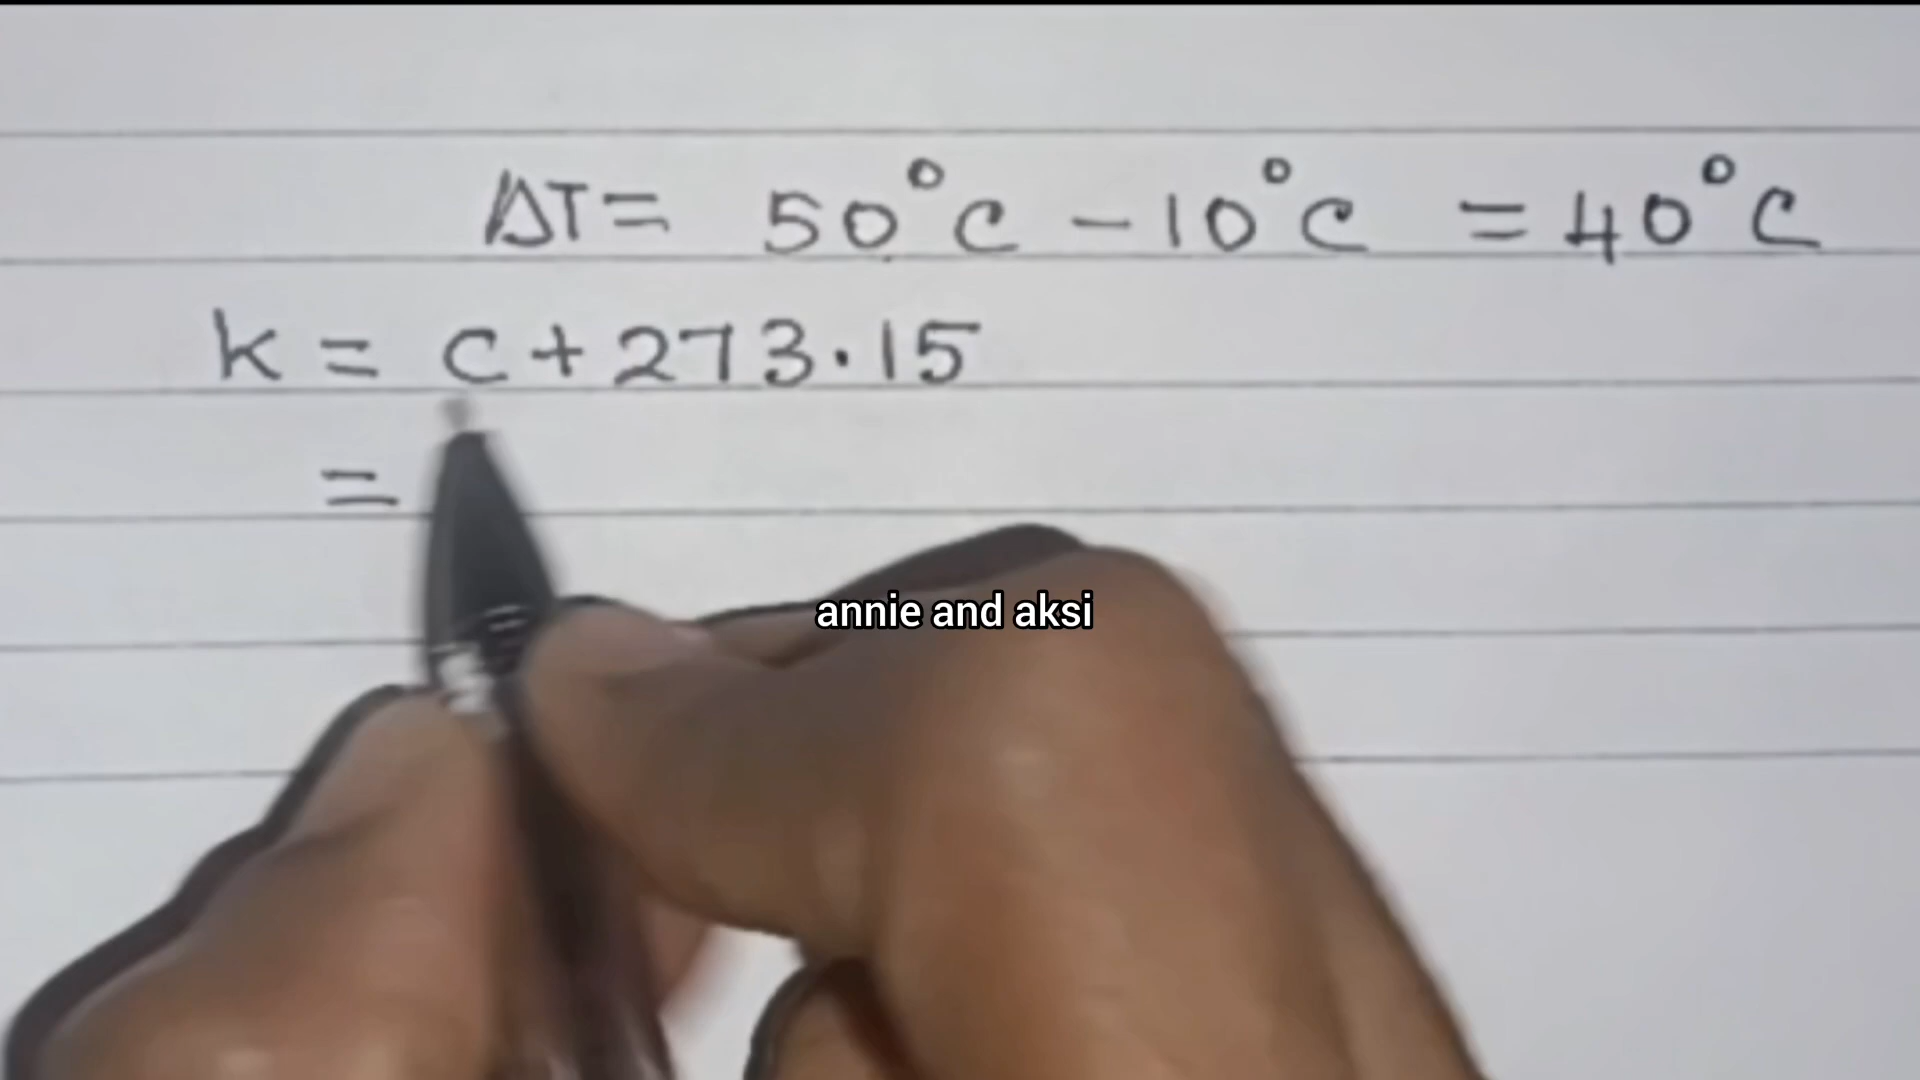 ΔT = 50°C - 10°C = 40°C
k = c + 273.15
=
annie and aksi